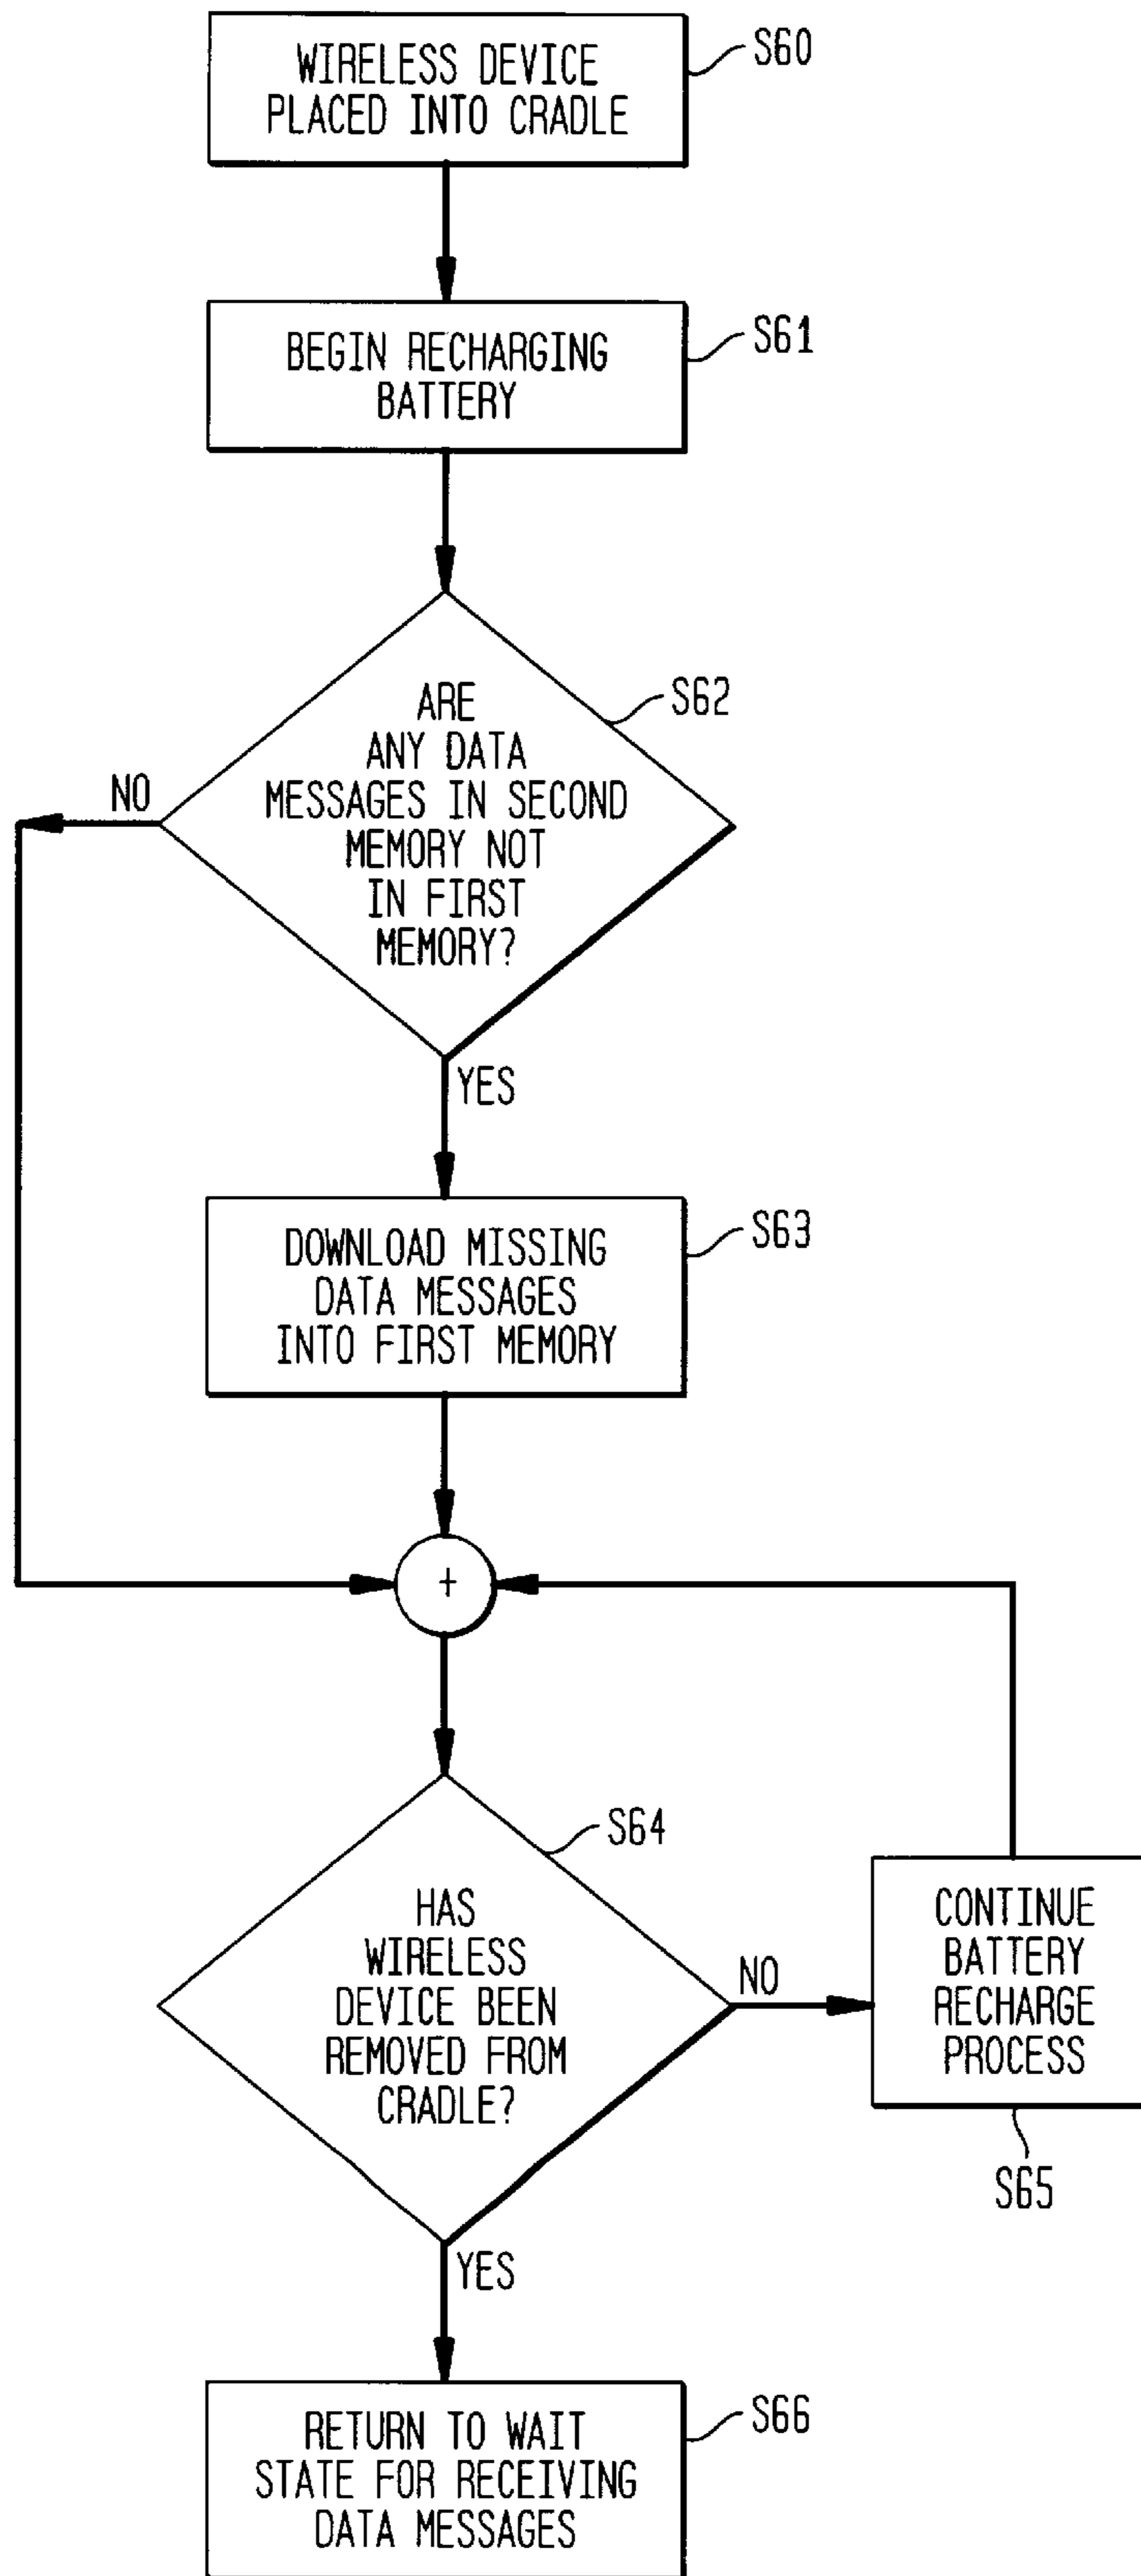 WIRELESS DEVICE
PLACED INTO CRADLE
S60
BEGIN RECHARGING
BATTERY
S61
ARE
ANY DATA
MESSAGES IN SECOND
MEMORY NOT
IN FIRST
MEMORY?
S62
NO
YES
DOWNLOAD MISSING
DATA MESSAGES
INTO FIRST MEMORY
S63
+
HAS
WIRELESS
DEVICE BEEN
REMOVED FROM
CRADLE?
S64
NO
CONTINUE
BATTERY
RECHARGE
PROCESS
S65
YES
RETURN TO WAIT
STATE FOR RECEIVING
DATA MESSAGES
S66